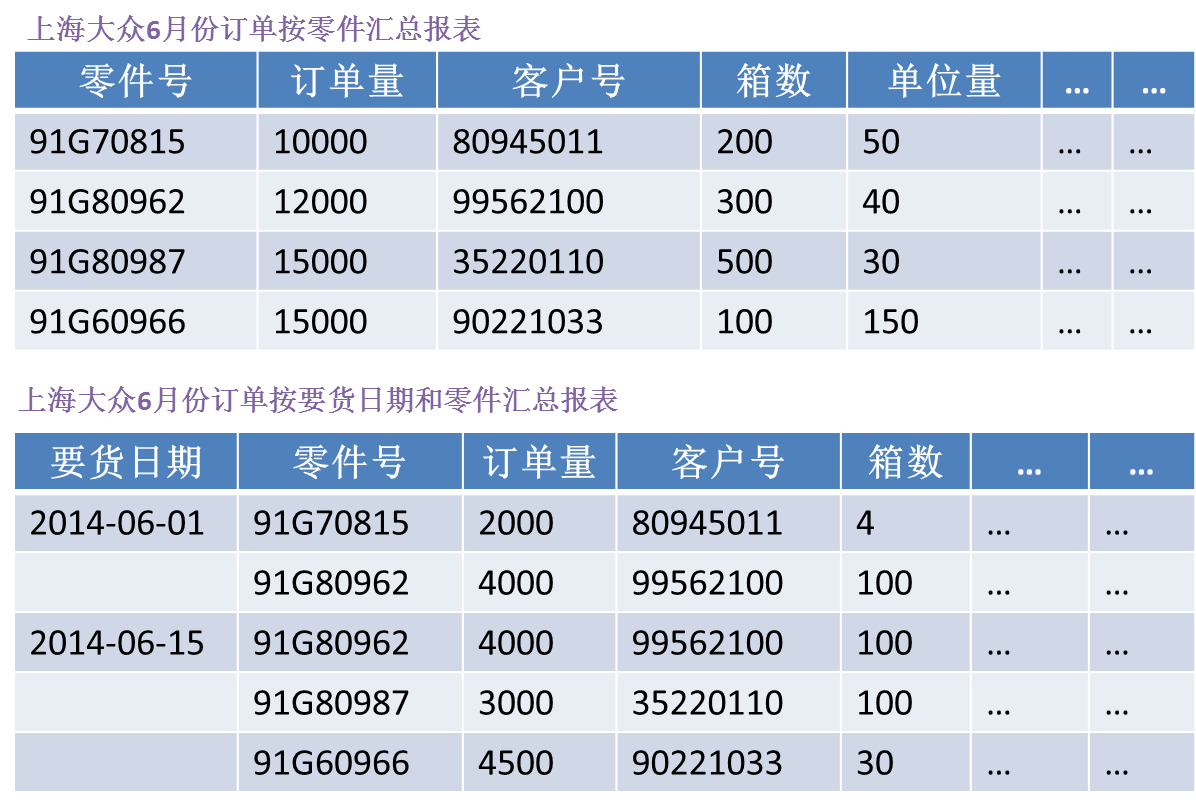 上海大众6月份订单按零件汇总报表
零件号 订单量 客户号 箱数 单位量 ... ...
91G70815 10000 80945011 200 50 ... ...
91G80962 12000 99562100 300 40 ... ...
91G80987 15000 35220110 500 30 ... ...
91G60966 15000 90221033 100 150 ... ...
上海大众6月份订单按要货日期和零件汇总报表
要货日期 零件号 订单量 客户号 箱数 ... ...
2014-06-01 91G70815 2000 80945011 4 ... ...
91G80962 4000 99562100 100 ... ...
2014-06-15 91G80962 4000 99562100 100 ... ...
91G80987 3000 35220110 100 ... ...
91G60966 4500 90221033 30 ... ...